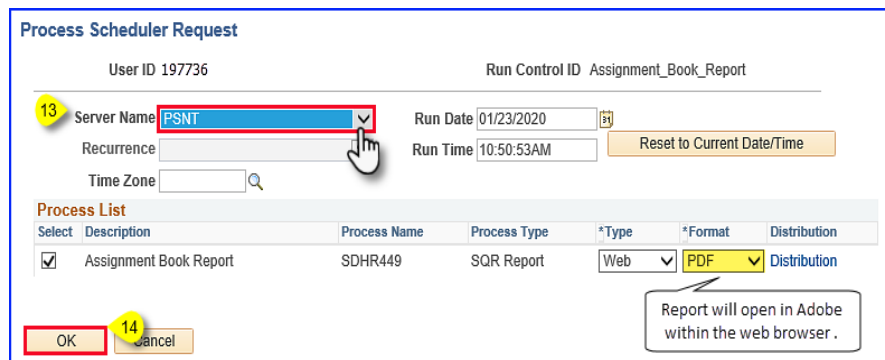 Process Scheduler Request
User ID 197736 Run Control ID Assignment_Book_Report
13 Server Name PSNT Run Date 01/23/2020 31
Recurrence Run Time 10:50:53AM Reset to Current Date/Time
Time Zone
Process List
Select Description Process Name Process Type *Type *Format Distribution
Assignment Book Report SDHR449 SQR Report Web PDF Distribution
Report will open in Adobe
within the web browser .
14
OK Cancel